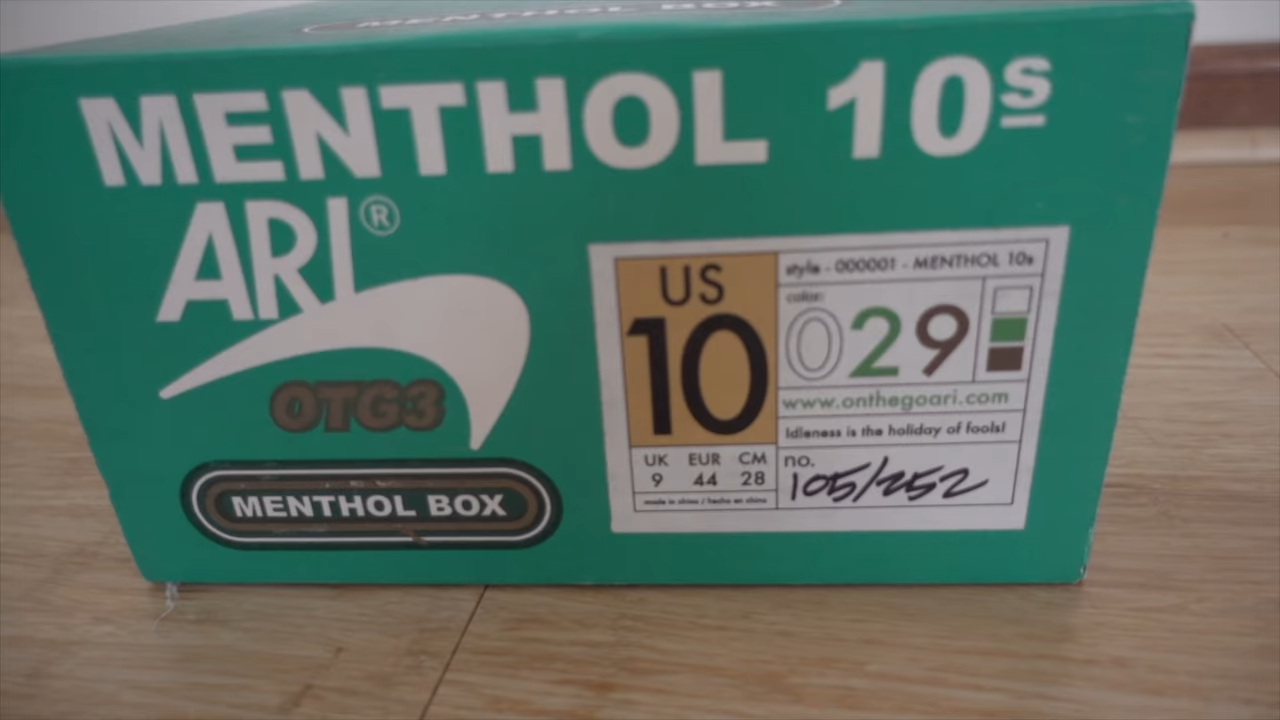 MENTHOL BOX
MENTHOL 10s
ARI®
OTG3
MENTHOL BOX
US
10
UK EUR CM
9 44 28
made in china / hecho en china
style - 000001 - MENTHOL 10s
color:
029
www.onthegoari.com
Idleness is the holiday of fools!
no.
105/252